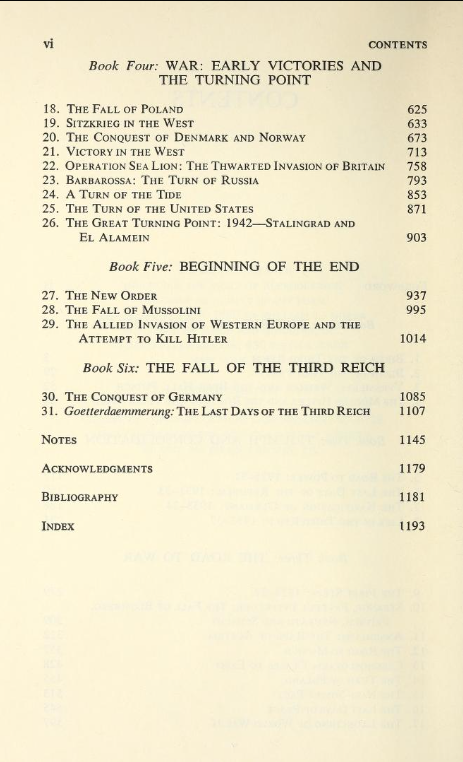 vi CONTENTS
Book Four: WAR: EARLY VICTORIES AND
THE TURNING POINT
18. THE FALL OF POLAND 625
19. SITZKRIEG IN THE WEST 633
20. THE CONQUEST OF DENMARK AND NORWAY 673
21. VICTORY IN THE WEST 713
22. OPERATION SEA LION: THE THWARTED INVASION OF BRITAIN 758
23. BARBAROSSA: THE TURN OF RUSSIA 793
24. A TURN OF THE TIDE 853
25. THE TURN OF THE UNITED STATES 871
26. THE GREAT TURNING POINT: 1942—STALINGRAD AND
EL ALAMEIN 903
Book Five: BEGINNING OF THE END
27. THE NEW ORDER 937
28. THE FALL OF MUSSOLINI 995
29. THE ALLIED INVASION OF WESTERN EUROPE AND THE
ATTEMPT TO KILL HITLER 1014
Book Six: THE FALL OF THE THIRD REICH
30. THE CONQUEST OF GERMANY 1085
31. Goetterdaemmerung: THE LAST DAYS OF THE THIRD REICH 1107
NOTES 1145
ACKNOWLEDGMENTS 1179
BIBLIOGRAPHY 1181
INDEX 1193